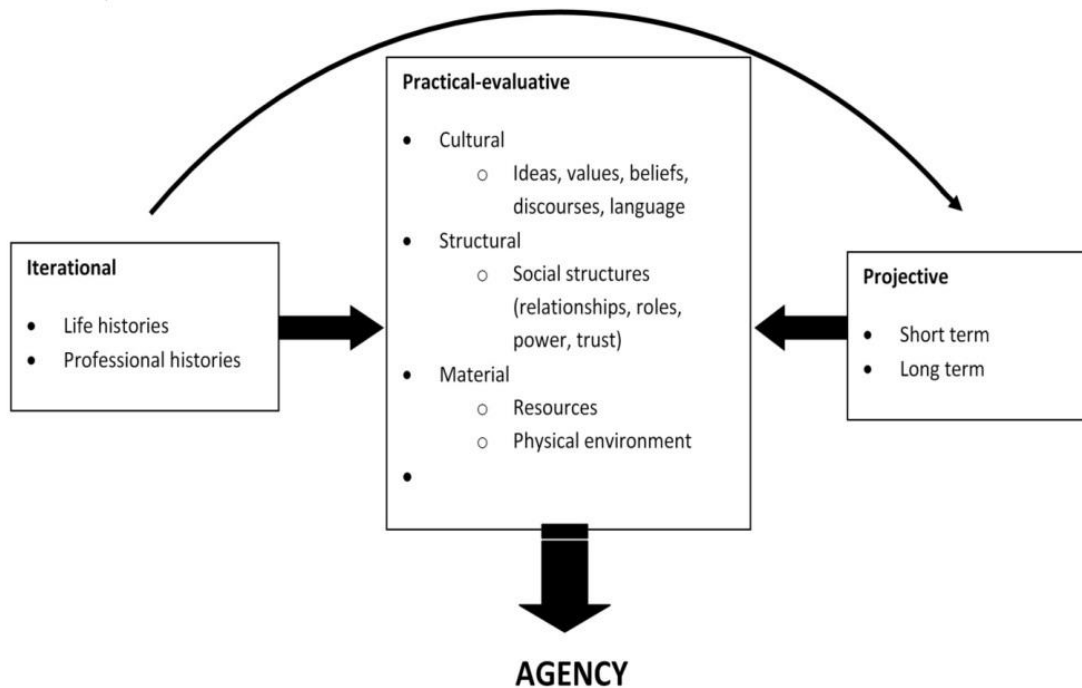 Practical-evaluative
• Cultural
○ Ideas, values, beliefs,
discourses, language
• Structural
○ Social structures
(relationships, roles,
power, trust)
• Material
○ Resources
○ Physical environment
•
Iterational
• Life histories
• Professional histories
Projective
• Short term
• Long term
AGENCY